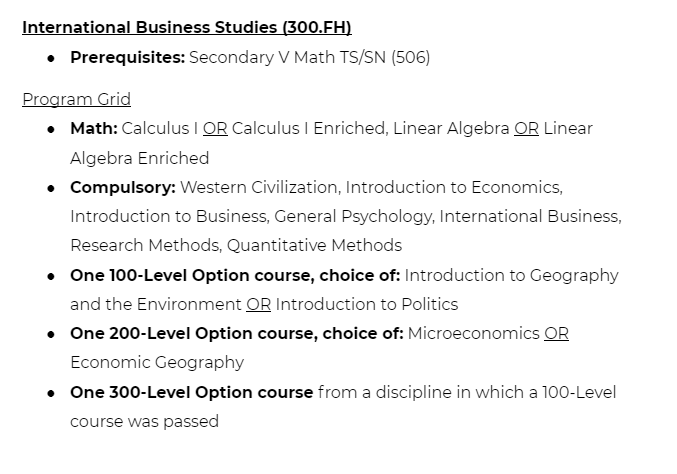 International Business Studies (300.FH)
● Prerequisites: Secondary V Math TS/SN (506)
Program Grid
● Math: Calculus I OR Calculus I Enriched, Linear Algebra OR Linear
Algebra Enriched
● Compulsory: Western Civilization, Introduction to Economics,
Introduction to Business, General Psychology, International Business,
Research Methods, Quantitative Methods
● One 100-Level Option course, choice of: Introduction to Geography
and the Environment OR Introduction to Politics
● One 200-Level Option course, choice of: Microeconomics OR
Economic Geography
● One 300-Level Option course from a discipline in which a 100-Level
course was passed